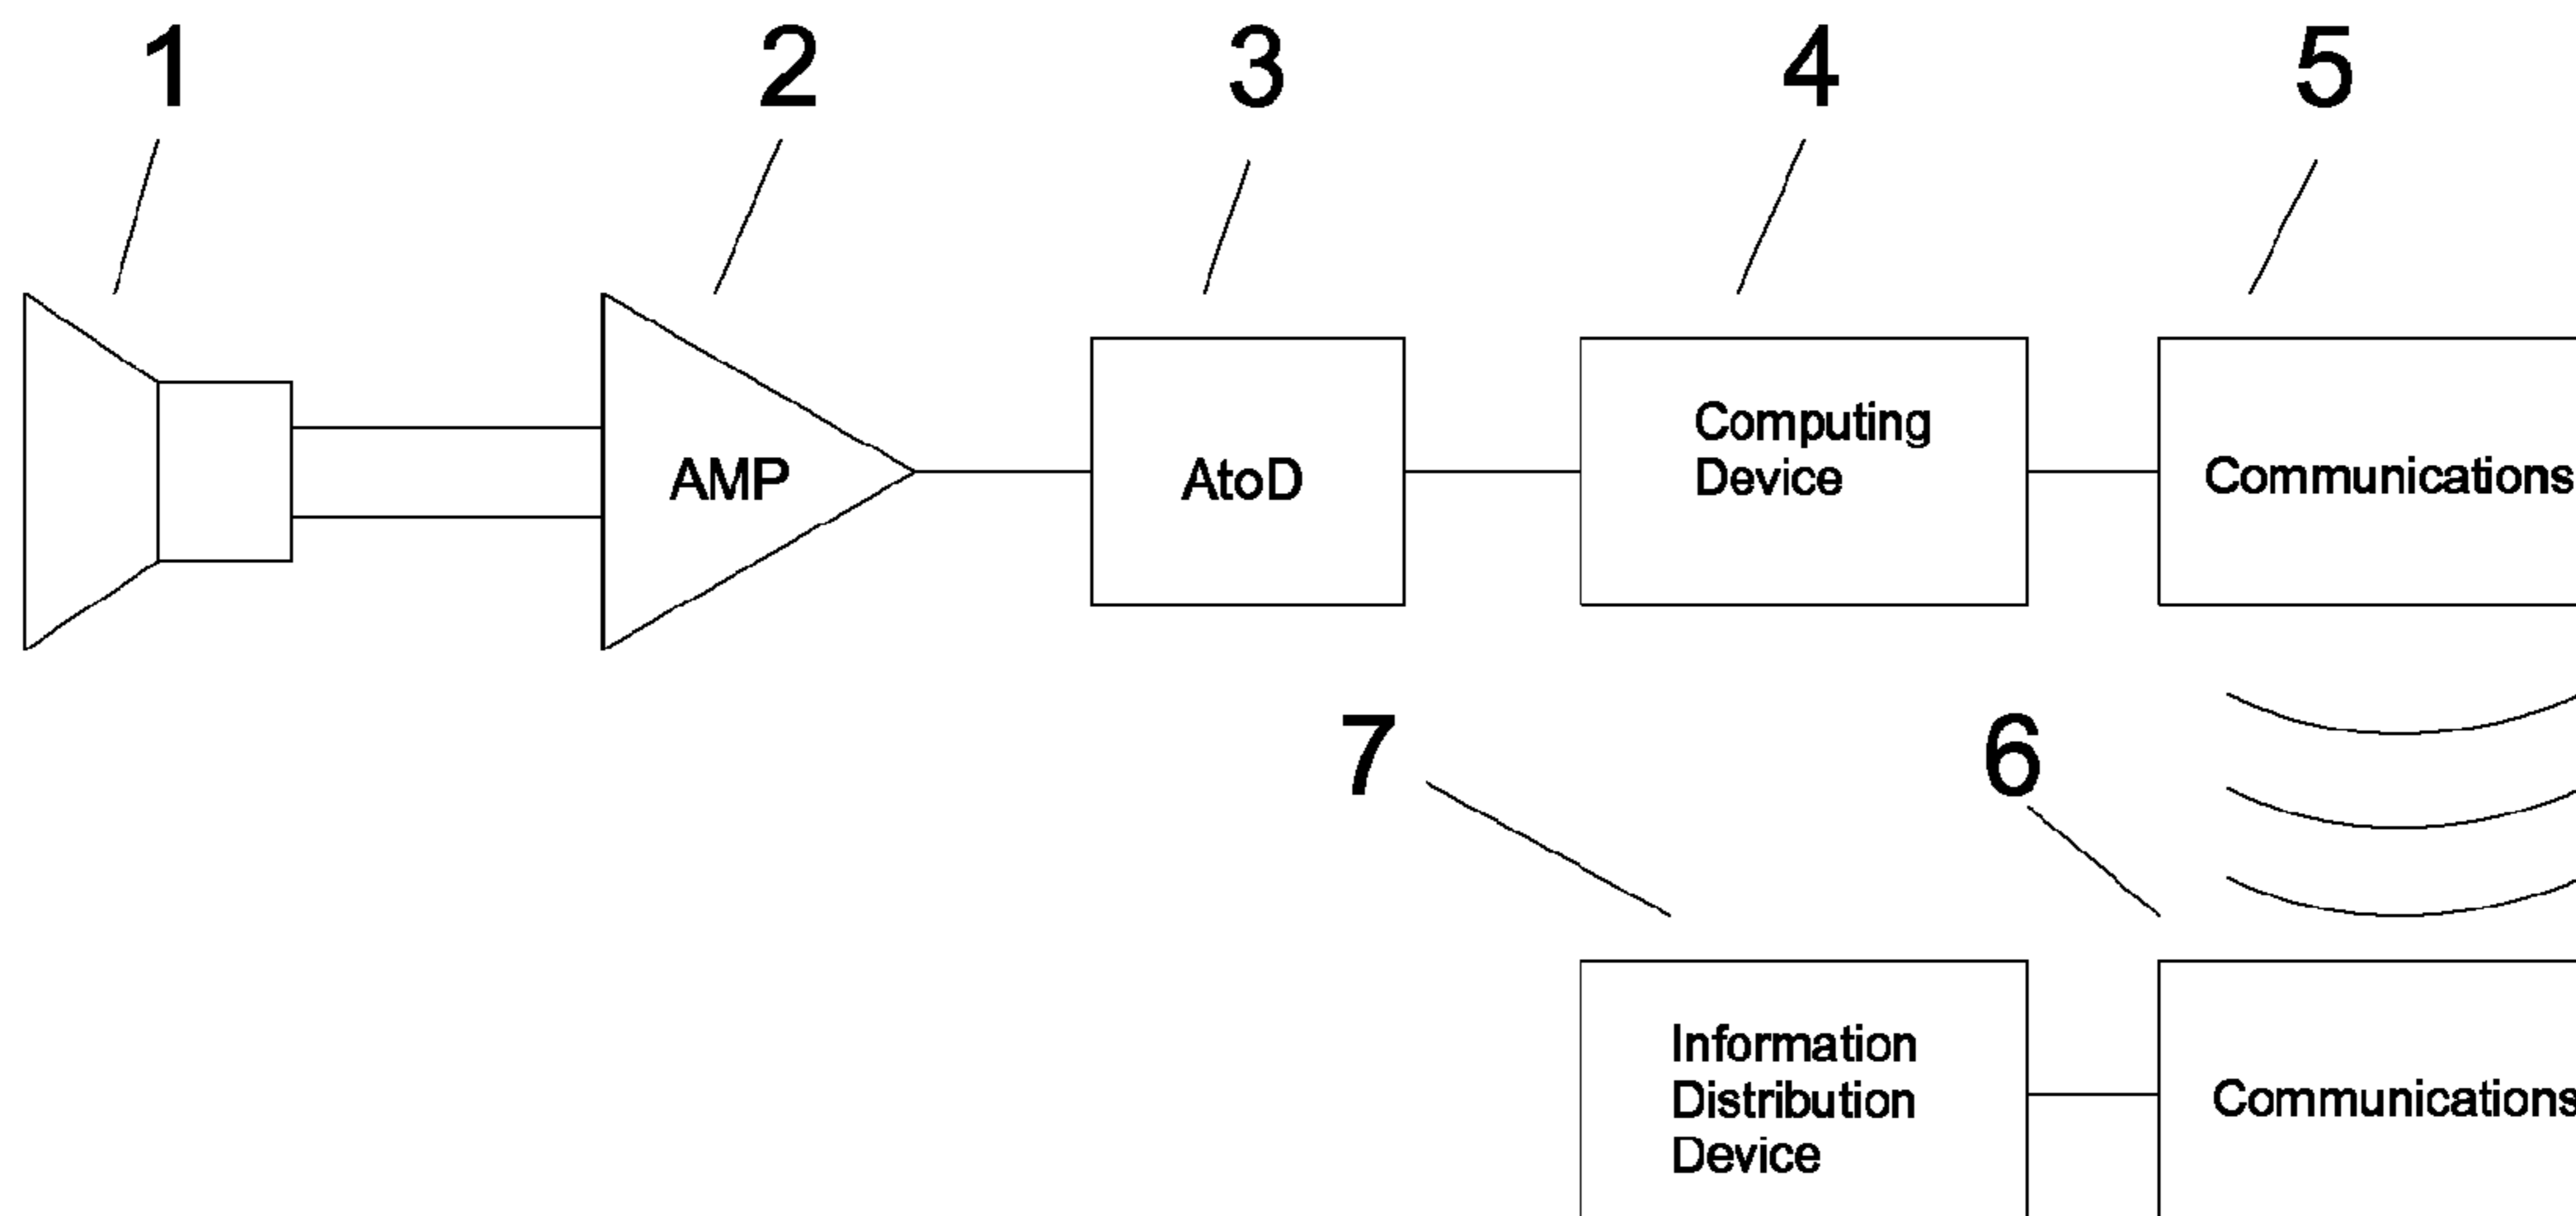 1
2
3
4
5
AMP
AtoD
Computing
Device
Communications
7
6
Information
Distribution
Device
Communications